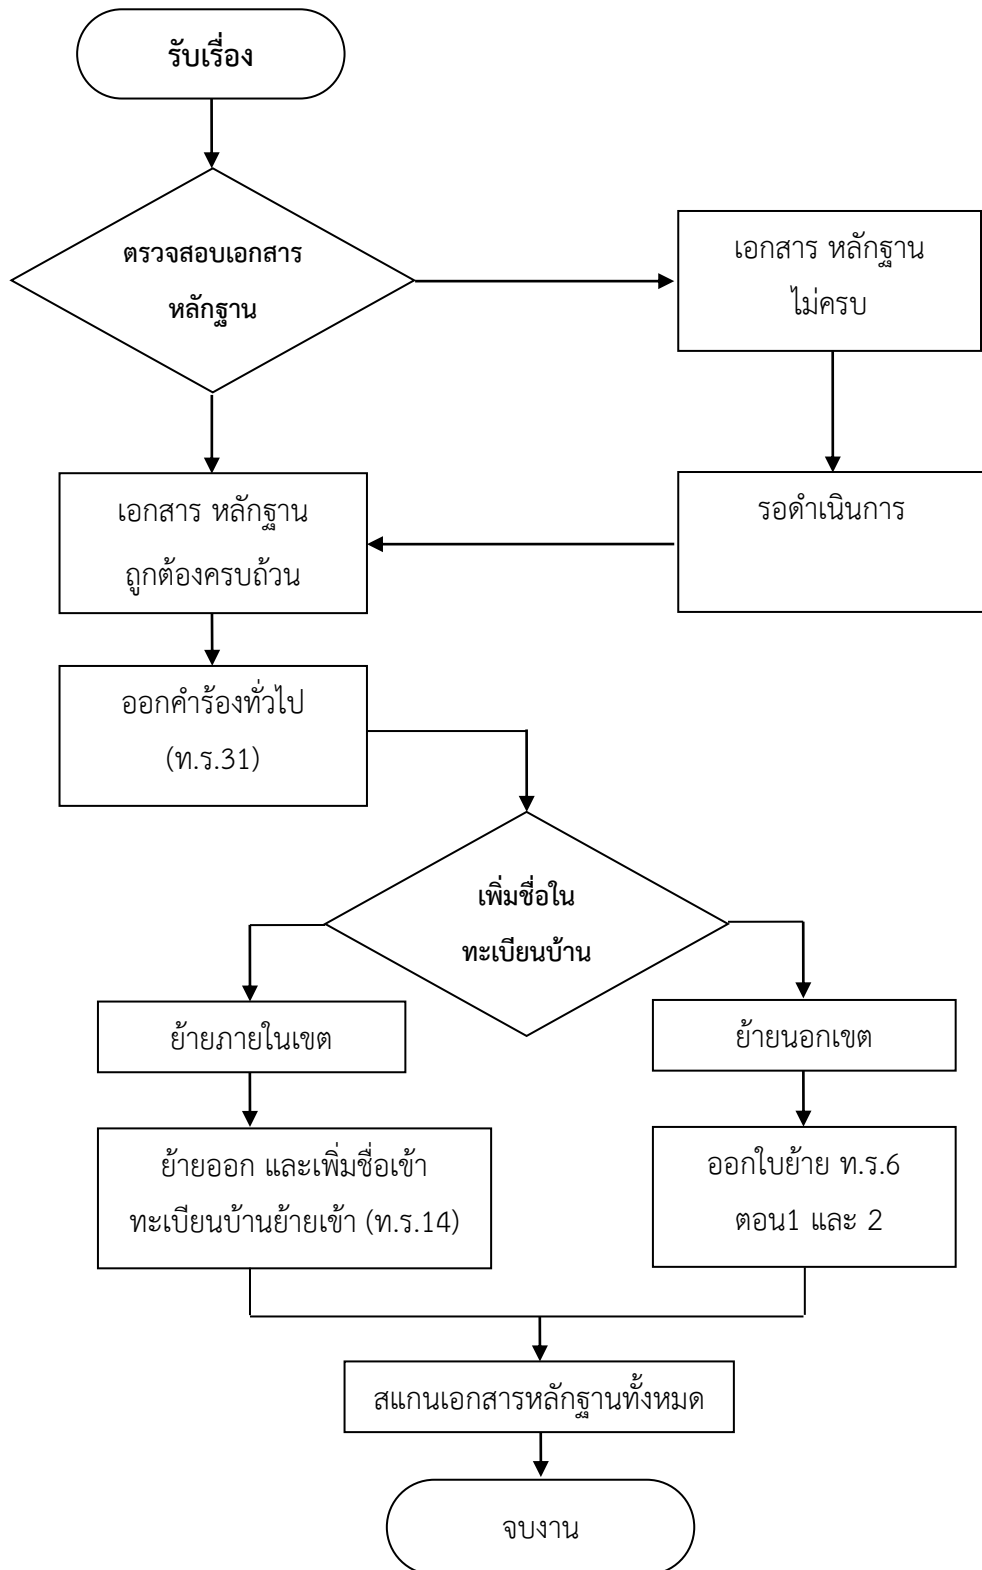 รับเรื่อง
ตรวจสอบเอกสาร
หลักฐาน
เอกสาร หลักฐาน
ไม่ครบ
เอกสาร หลักฐาน
ถูกต้องครบถ้วน
รอดำเนินการ
ออกคำร้องทั่วไป
(ท.ร.31)
เพิ่มชื่อใน
ทะเบียนบ้าน
ย้ายภายในเขต
ย้ายนอกเขต
ย้ายออก และเพิ่มชื่อเข้า
ทะเบียนบ้านย้ายเข้า (ท.ร.14)
ออกใบย้าย ท.ร.6
ตอน1 และ 2
สแกนเอกสารหลักฐานทั้งหมด
จบงาน